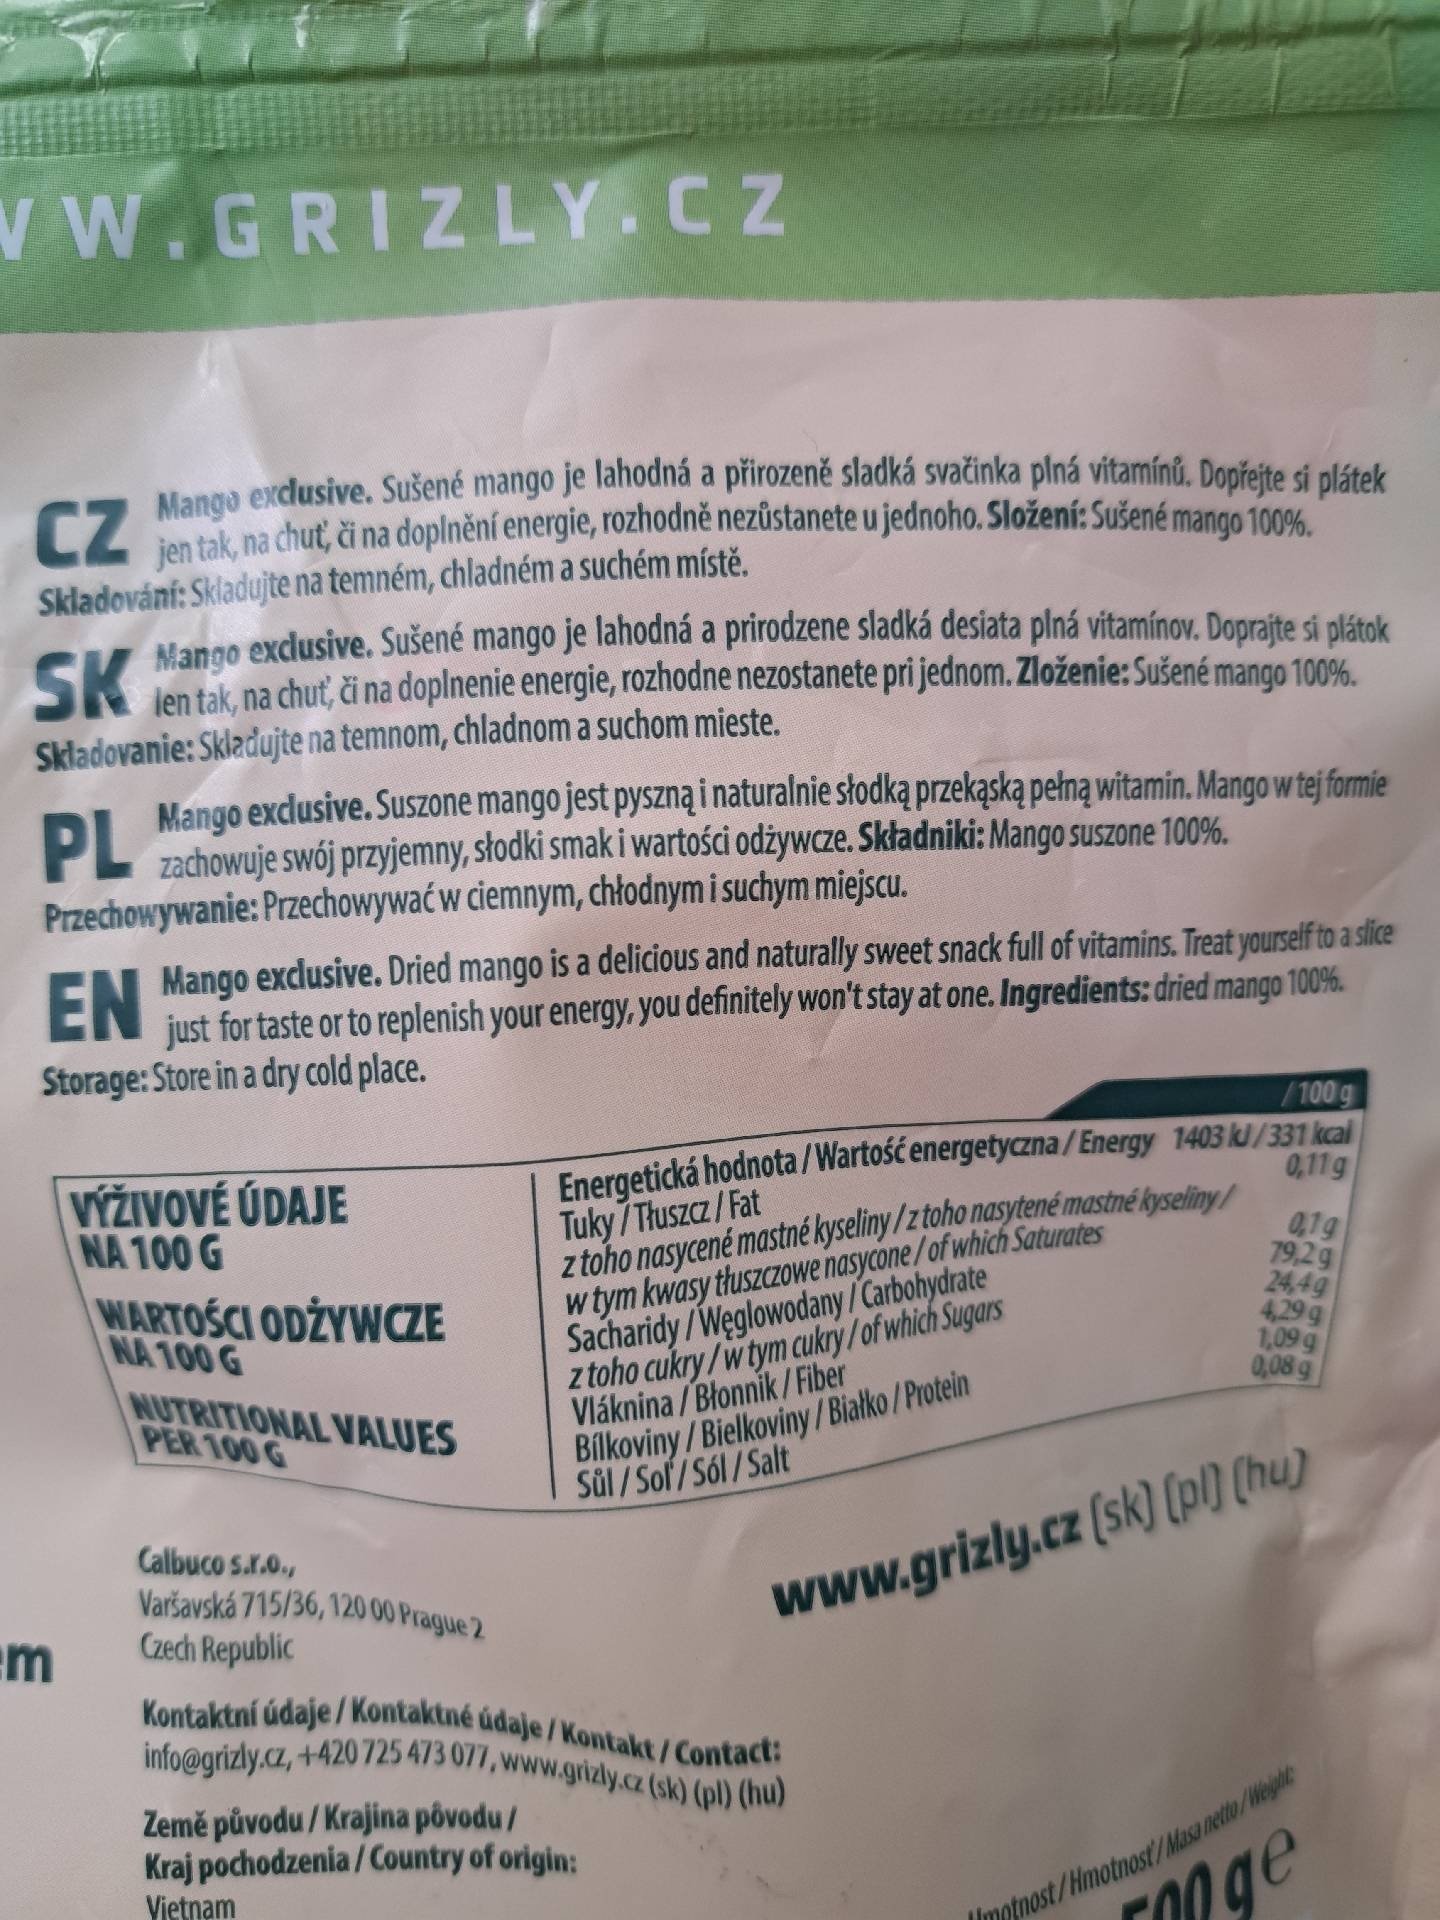 WW.GRIZLY.CZ
CZ Mango exclusive. Sušené mango je lahodná a přirozeně sladká svačinka plná vitamínů. Dopřejte si plátek
jen tak, na chuť, či na doplnění energie, rozhodně nezůstanete u jednoho. Složení: Sušené mango 100%.
Skladování: Skladujte na temném, chladném a suchém místě.
SK Mango exclusive. Sušené mango je lahodná a prirodzene sladká desiata plná vitamínov. Doprajte si plátok
len tak, na chuť, či na doplnenie energie, rozhodne nezostanete pri jednom. Zloženie: Sušené mango 100%.
Skladovanie: Skladujte na temnom, chladnom a suchom mieste.
PL Mango exclusive. Suszone mango jest pyszną i naturalnie słodką przekąską pełną witamin. Mango w tej formie
zachowuje swój przyjemny, słodki smak i wartości odżywcze. Składniki: Mango suszone 100%.
Przechowywanie: Przechowywać w ciemnym, chłodnym i suchym miejscu.
EN Mango exclusive. Dried mango is a delicious and naturally sweet snack full of vitamins. Treat yourself to a slice
just for taste or to replenish your energy, you definitely won't stay at one. Ingredients: dried mango 100%.
Storage: Store in a dry cold place.
/ 100 g
VÝŽIVOVÉ ÚDAJE
NA 100 G
WARTOŚCI ODŻYWCZE
NA 100 G
NUTRITIONAL VALUES
PER 100 G
Energetická hodnota / Wartość energetyczna / Energy 1403 kJ / 331 kcal
Tuky / Tłuszcz / Fat 0,11 g
z toho nasycené mastné kyseliny / z toho nasytené mastné kyseliny /
w tym kwasy tłuszczowe nasycone / of which Saturates 0,1 g
Sacharidy / Węglowodany / Carbohydrate 79,2 g
z toho cukry / w tym cukry / of which Sugars 24,4 g
Vláknina / Błonnik / Fiber 4,29 g
Bílkoviny / Bielkoviny / Białko / Protein 1,09 g
Sůl / Soľ / Sól / Salt 0,08 g
www.grizly.cz (sk) (pl) (hu)
Calbuco s.r.o.,
Varšavská 715/36, 120 00 Prague 2
Czech Republic
em
Kontaktní údaje / Kontaktné údaje / Kontakt / Contact:
info@grizly.cz, +420 725 473 077, www.grizly.cz (sk) (pl) (hu)
Země původu / Krajina pôvodu /
Kraj pochodzenia / Country of origin:
Vietnam
Hmotnost / Hmotnosť / Masa netto / Weight:
500 g e